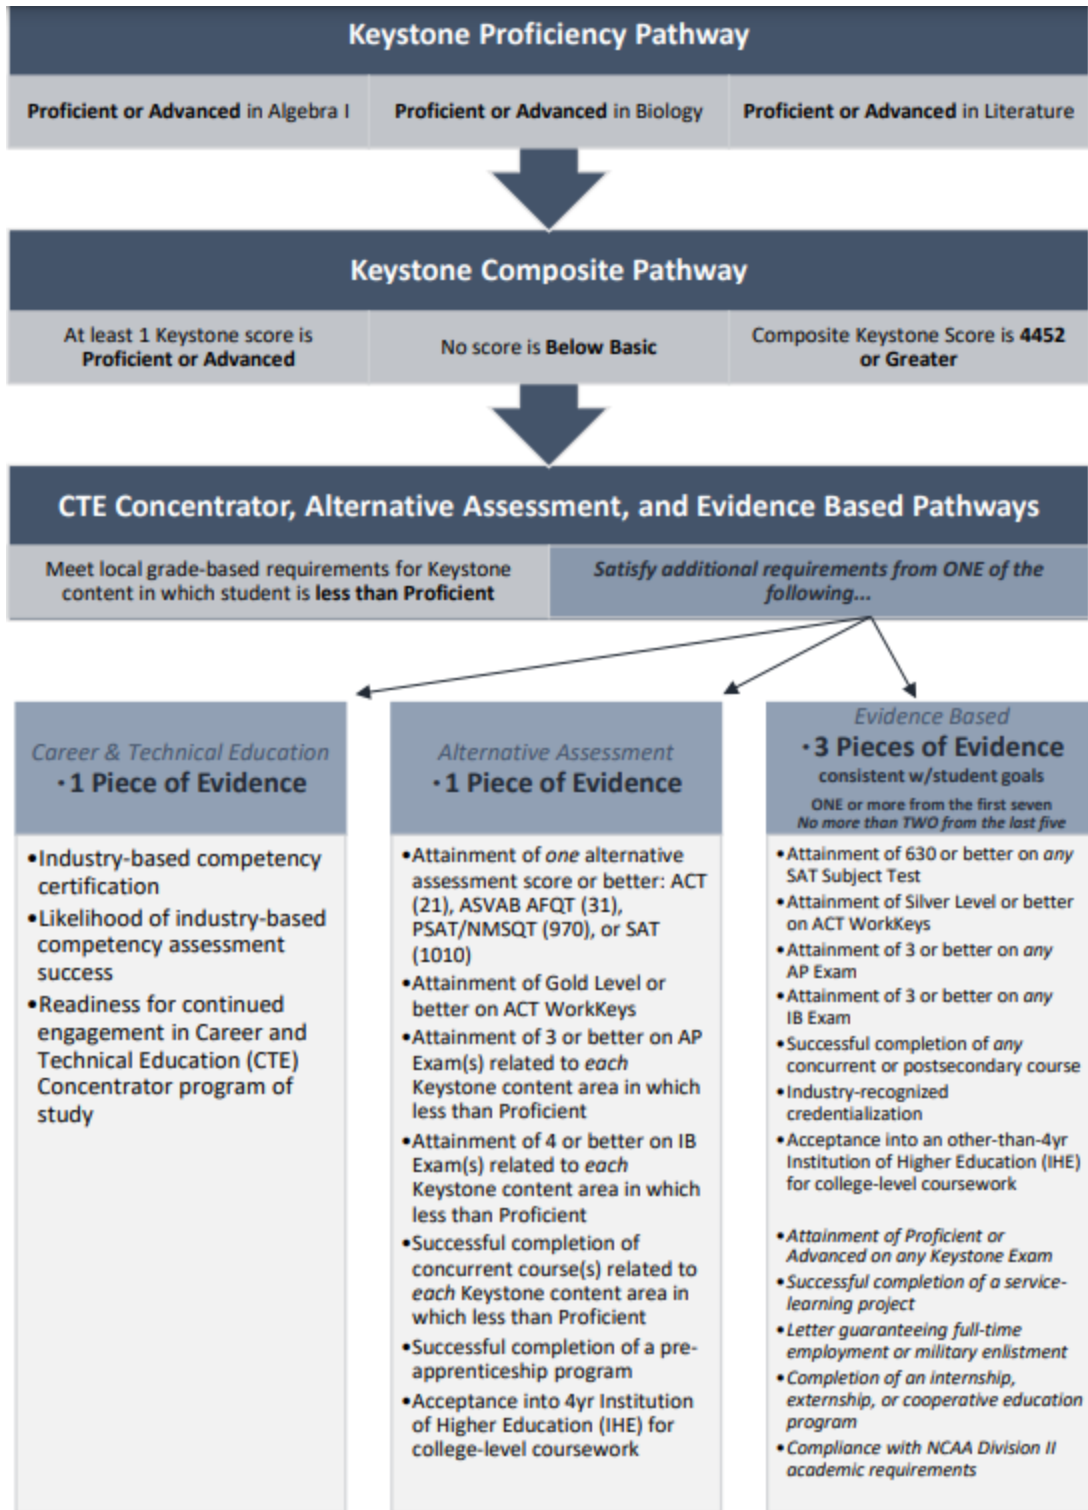 Keystone Proficiency Pathway
Proficient or Advanced in Algebra I
Proficient or Advanced in Biology
Proficient or Advanced in Literature
Keystone Composite Pathway
At least 1 Keystone score is
Proficient or Advanced
No score is Below Basic
Composite Keystone Score is 4452
or Greater
CTE Concentrator, Alternative Assessment, and Evidence Based Pathways
Meet local grade-based requirements for Keystone
content in which student is less than Proficient
Satisfy additional requirements from ONE of the
following...
Career & Technical Education
· 1 Piece of Evidence
•Industry-based competency
certification
•Likelihood of industry-based
competency assessment
success
•Readiness for continued
engagement in Career and
Technical Education (CTE)
Concentrator program of
study
Alternative Assessment
· 1 Piece of Evidence
•Attainment of one alternative
assessment score or better: ACT
(21), ASVAB AFQT (31),
PSAT/NMSQT (970), or SAT
(1010)
•Attainment of Gold Level or
better on ACT WorkKeys
•Attainment of 3 or better on AP
Exam(s) related to each
Keystone content area in which
less than Proficient
•Attainment of 4 or better on IB
Exam(s) related to each
Keystone content area in which
less than Proficient
•Successful completion of
concurrent course(s) related to
each Keystone content area in
which less than Proficient
•Successful completion of a pre-
apprenticeship program
•Acceptance into 4yr Institution
of Higher Education (IHE) for
college-level coursework
Evidence Based
· 3 Pieces of Evidence
consistent w/student goals
ONE or more from the first seven
No more than TWO from the last five
•Attainment of 630 or better on any
SAT Subject Test
•Attainment of Silver Level or better
on ACT WorkKeys
•Attainment of 3 or better on any
AP Exam
•Attainment of 3 or better on any
IB Exam
•Successful completion of any
concurrent or postsecondary course
•Industry-recognized
credentialization
•Acceptance into an other-than-4yr
Institution of Higher Education (IHE)
for college-level coursework
•Attainment of Proficient or
Advanced on any Keystone Exam
•Successful completion of a service-
learning project
•Letter guaranteeing full-time
employment or military enlistment
•Completion of an internship,
externship, or cooperative education
program
•Compliance with NCAA Division II
academic requirements